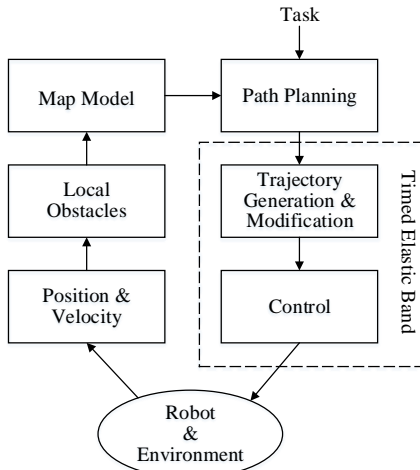 Task
Map Model
Path Planning
Local
Obstacles
Trajectory
Generation &
Modification
Timed Elastic Band
Position &
Velocity
Control
Robot
&
Environment